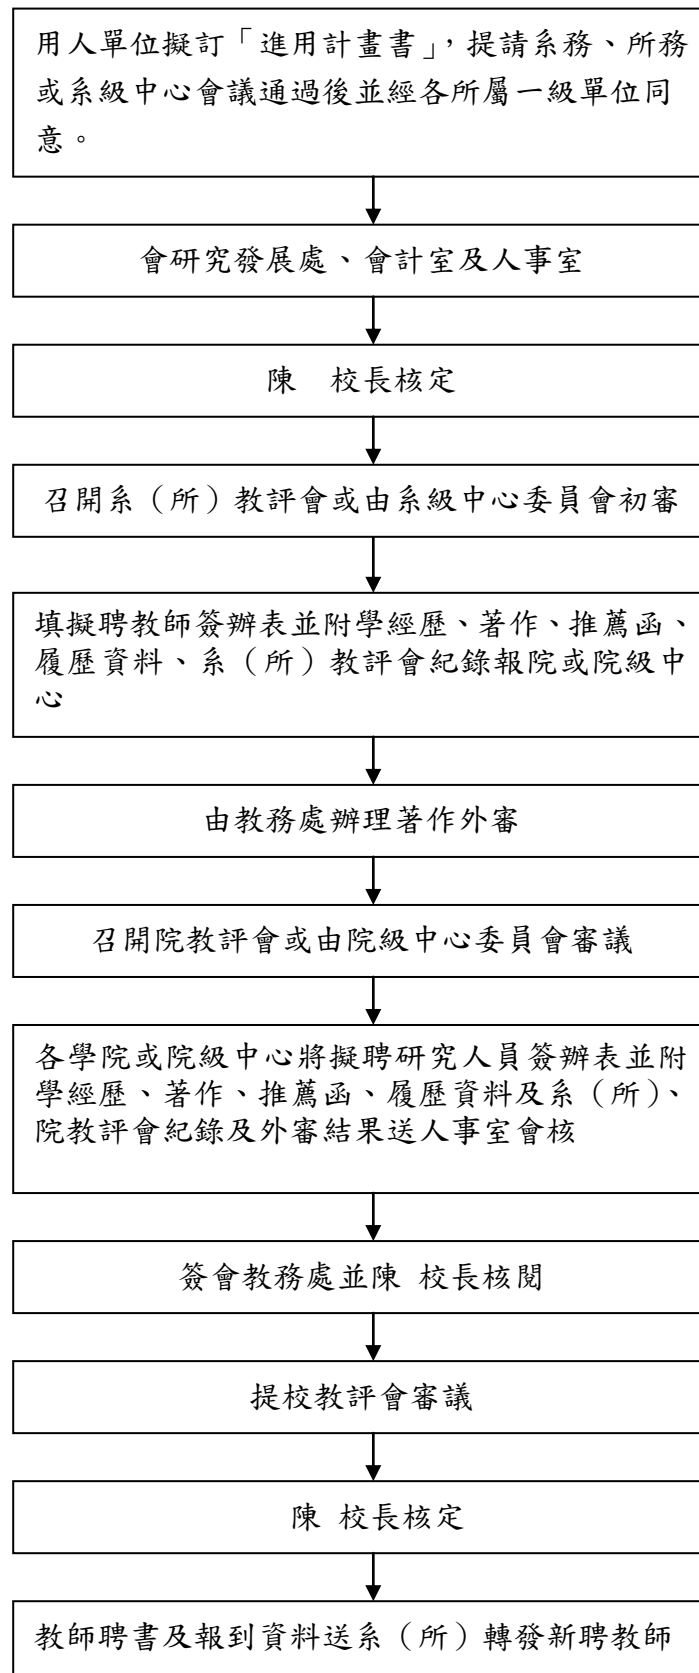 用人單位擬訂「進用計畫書」，提請系務、所務
或系級中心會議通過後並經各所屬一級單位同
意。
會研究發展處、會計室及人事室
陳　校長核定
召開系（所）教評會或由系級中心委員會初審
填擬聘教師簽辦表並附學經歷、著作、推薦函、
履歷資料、系（所）教評會紀錄報院或院級中
心
由教務處辦理著作外審
召開院教評會或由院級中心委員會審議
各學院或院級中心將擬聘研究人員簽辦表並附
學經歷、著作、推薦函、履歷資料及系（所）、
院教評會紀錄及外審結果送人事室會核
簽會教務處並陳 校長核閱
提校教評會審議
陳 校長核定
教師聘書及報到資料送系（所）轉發新聘教師